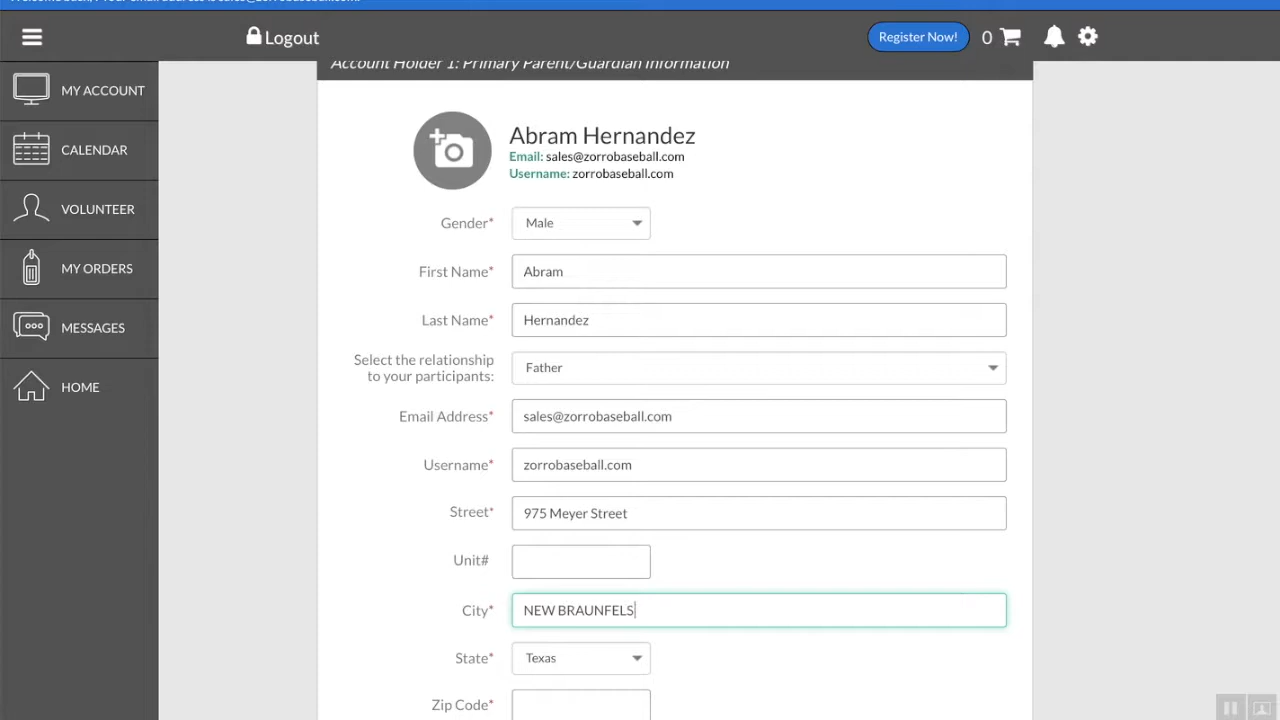 Logout
Register Now!
0
MY ACCOUNT
CALENDAR
VOLUNTEER
MY ORDERS
MESSAGES
HOME
Account Holder 1: Primary Parent/Guardian Information
Abram Hernandez
Email: sales@zorrobaseball.com
Username: zorrobaseball.com
Gender* Male
First Name* Abram
Last Name* Hernandez
Select the relationship
to your participants: Father
Email Address* sales@zorrobaseball.com
Username* zorrobaseball.com
Street* 975 Meyer Street
Unit#
City* NEW BRAUNFELS
State* Texas
Zip Code*